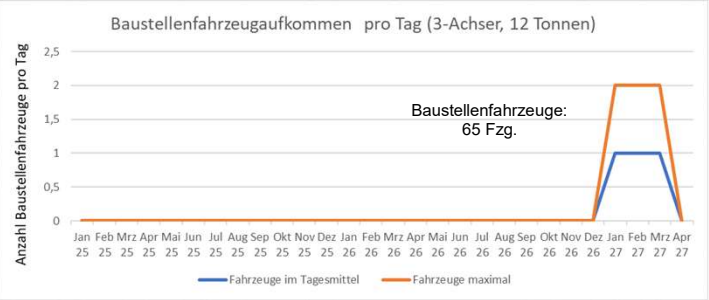 Baustellenfahrzeugaufkommen pro Tag (3-Achser, 12 Tonnen)
Anzahl Baustellenfahrzeuge pro Tag
2,5
2
1,5
1
0,5
0
Baustellenfahrzeuge:
65 Fzg.
Jan Feb Mrz Apr Mai Jun Jul Aug Sep Okt Nov Dez Jan Feb Mrz Apr Mai Jun Jul Aug Sep Okt Nov Dez Jan Feb Mrz Apr
25 25 25 25 25 25 25 25 25 25 25 25 26 26 26 26 26 26 26 26 26 26 26 26 27 27 27 27
Fahrzeuge im Tagesmittel Fahrzeuge maximal